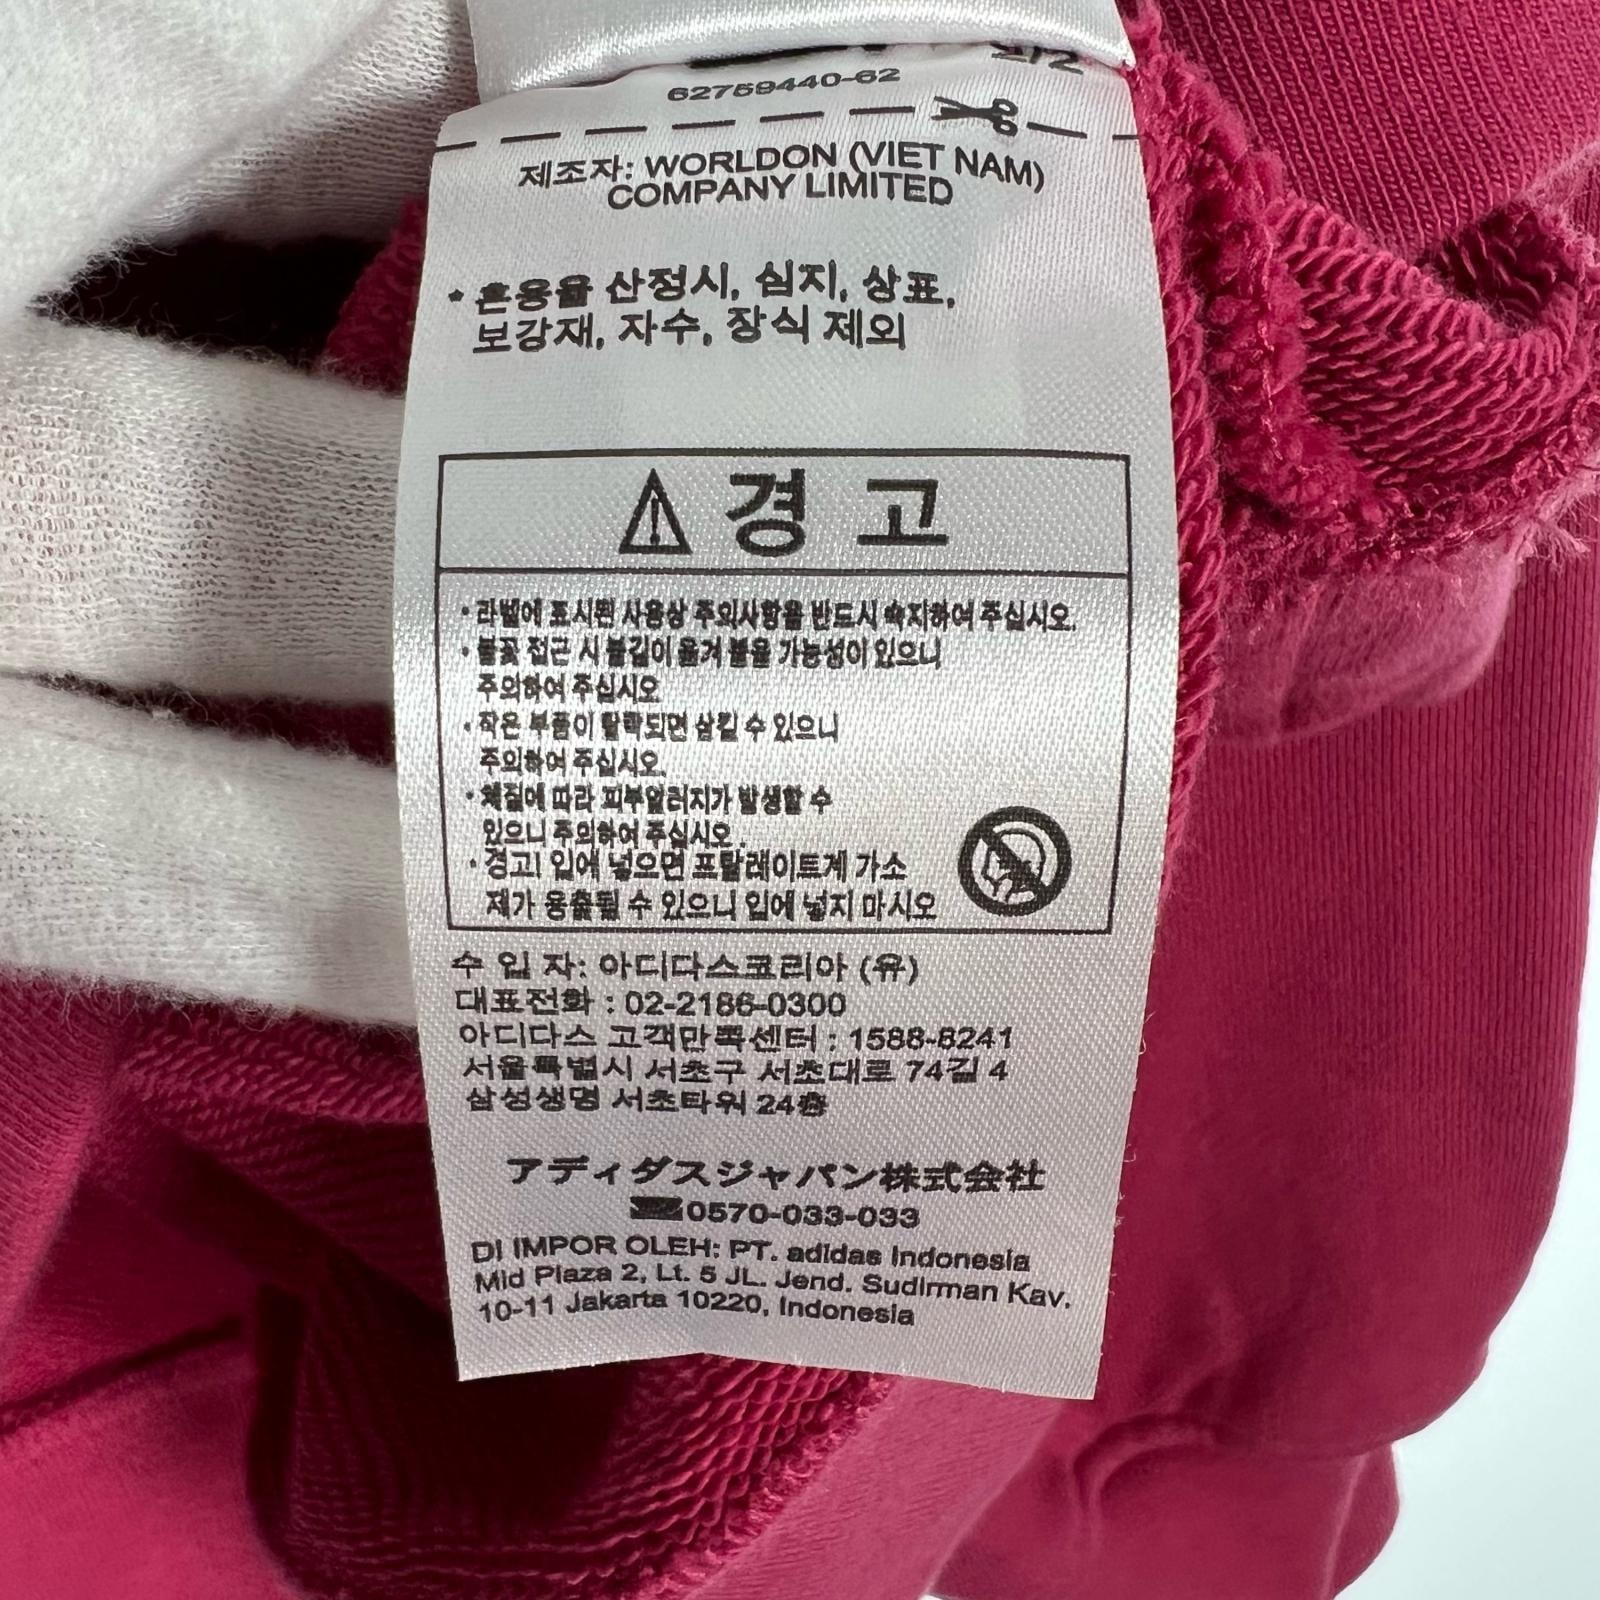 62759440-62
제조자: WORLDON (VIET NAM)
COMPANY LIMITED
* 혼용율 산정시, 심지, 상표,
보강재, 자수, 장식 제외
경 고
· 라벨에 표시된 사용상 주의사항을 반드시 숙지하여 주십시오.
· 불꽃 접근 시 불길이 옮겨 붙을 가능성이 있으니
주의하여 주십시오
· 작은 부품이 탈락되면 삼킬 수 있으니
주의하여 주십시오.
· 체질에 따라 피부알러지가 발생할 수
있으니 주의하여 주십시오.
· 경고! 입에 넣으면 프탈레이트계 가소
제가 용출될 수 있으니 입에 넣지 마시오
수 입 자: 아디다스코리아 (유)
대표전화 : 02-2186-0300
아디다스 고객만족센터 : 1588-8241
서울특별시 서초구 서초대로 74길 4
삼성생명 서초타워 24층
アディダスジャパン株式会社
0570-033-033
DI IMPOR OLEH: PT. adidas Indonesia
Mid Plaza 2, Lt. 5 JL. Jend. Sudirman Kav.
10-11 Jakarta 10220, Indonesia